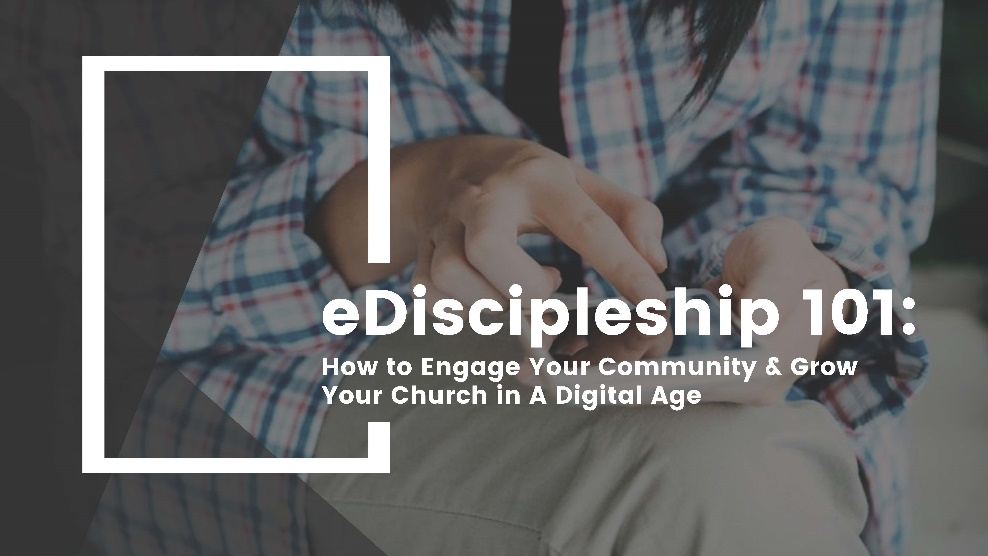 eDiscipleship 101:
How to Engage Your Community & Grow
Your Church in A Digital Age